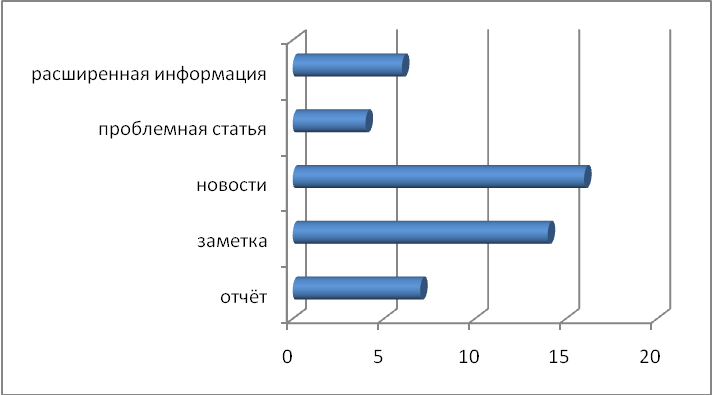 расширенная информация
проблемная статья
новости
заметка
отчёт
0 5 10 15 20